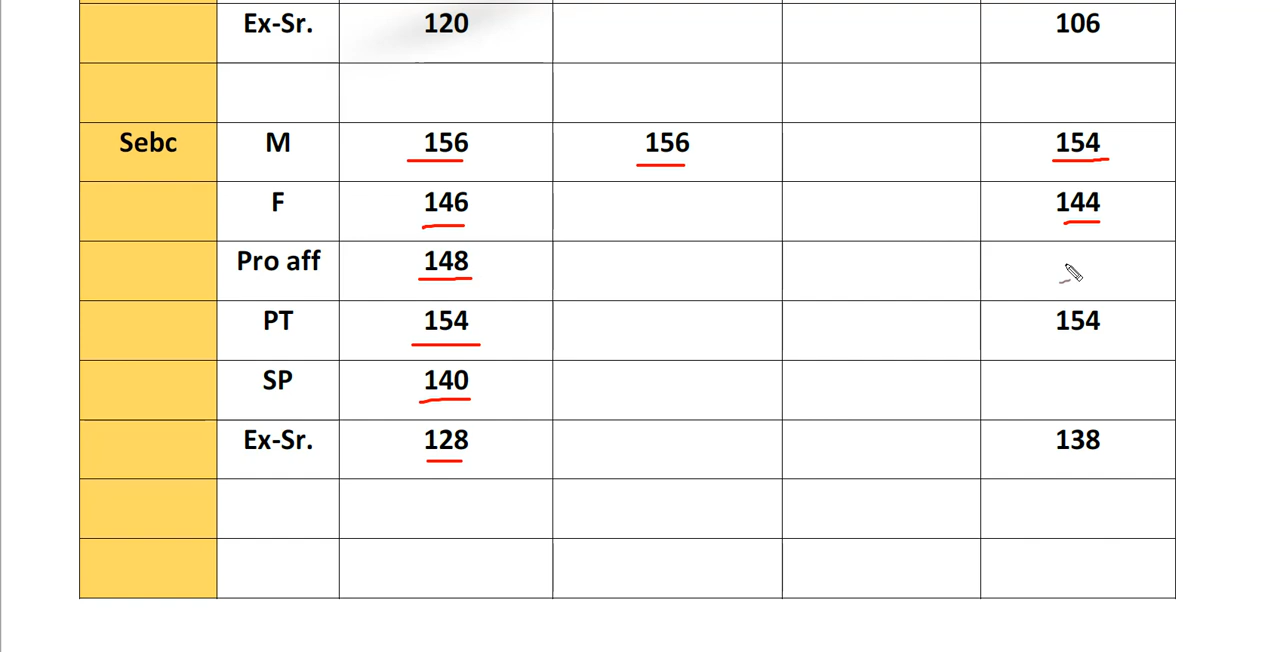 Ex-Sr. 120 106
Sebc M 156 156 154
F 146 144
Pro aff 148
PT 154 154
SP 140
Ex-Sr. 128 138